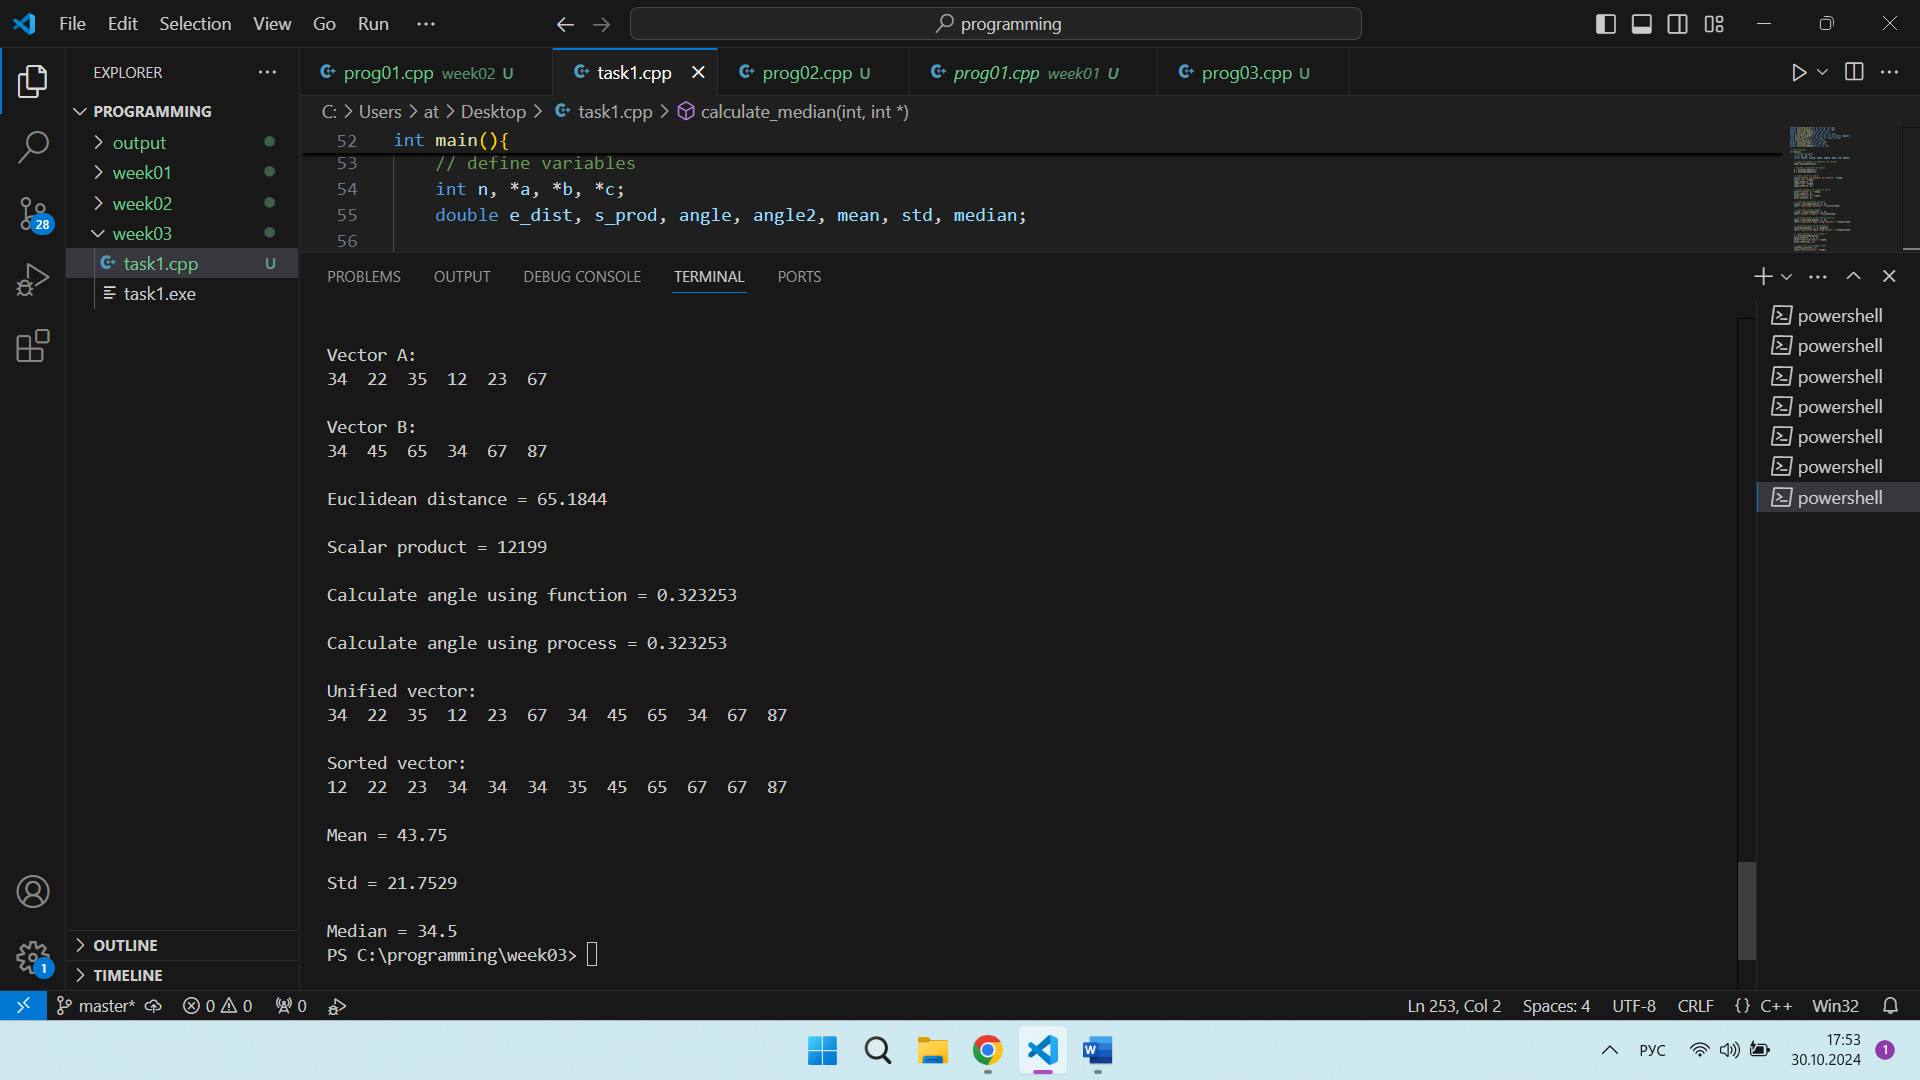 File Edit Selection View Go Run ···
programming
EXPLORER
PROGRAMMING
output
week01
week02
week03
task1.cpp U
task1.exe
OUTLINE
TIMELINE
28
1
prog01.cpp week02 U
task1.cpp
prog02.cpp U
prog01.cpp week01 U
prog03.cpp U
C: > Users > at > Desktop > task1.cpp > calculate_median(int, int *)
52 int main(){
53 // define variables
54 int n, *a, *b, *c;
55 double e_dist, s_prod, angle, angle2, mean, std, median;
56
PROBLEMS OUTPUT DEBUG CONSOLE TERMINAL PORTS
Vector A:
34 22 35 12 23 67
Vector B:
34 45 65 34 67 87
Euclidean distance = 65.1844
Scalar product = 12199
Calculate angle using function = 0.323253
Calculate angle using process = 0.323253
Unified vector:
34 22 35 12 23 67 34 45 65 34 67 87
Sorted vector:
12 22 23 34 34 34 35 45 65 67 67 87
Mean = 43.75
Std = 21.7529
Median = 34.5
PS C:\programming\week03>
powershell
powershell
powershell
powershell
powershell
powershell
powershell
master* 0 0 0
Ln 253, Col 2 Spaces: 4 UTF-8 CRLF {} C++ Win32
W
РУС
17:53
30.10.2024
1